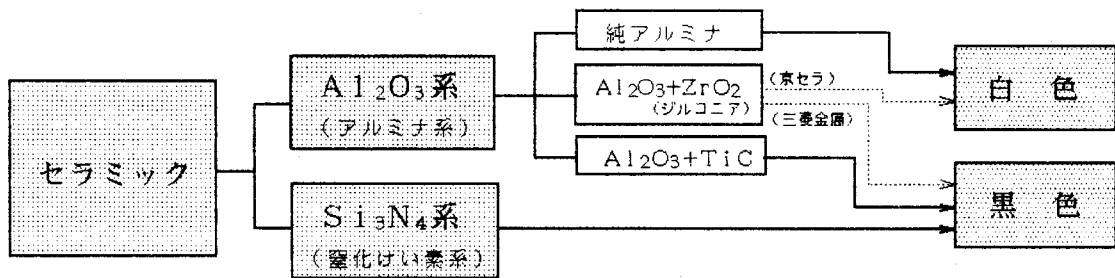 セラミック
Al₂O₃系
(アルミナ系)
Si₃N₄系
(窒化けい素系)
純アルミナ
Al₂O₃+ZrO₂
(ジルコニア)
Al₂O₃+TiC
(京セラ)
(三菱金属)
白 色
黒 色